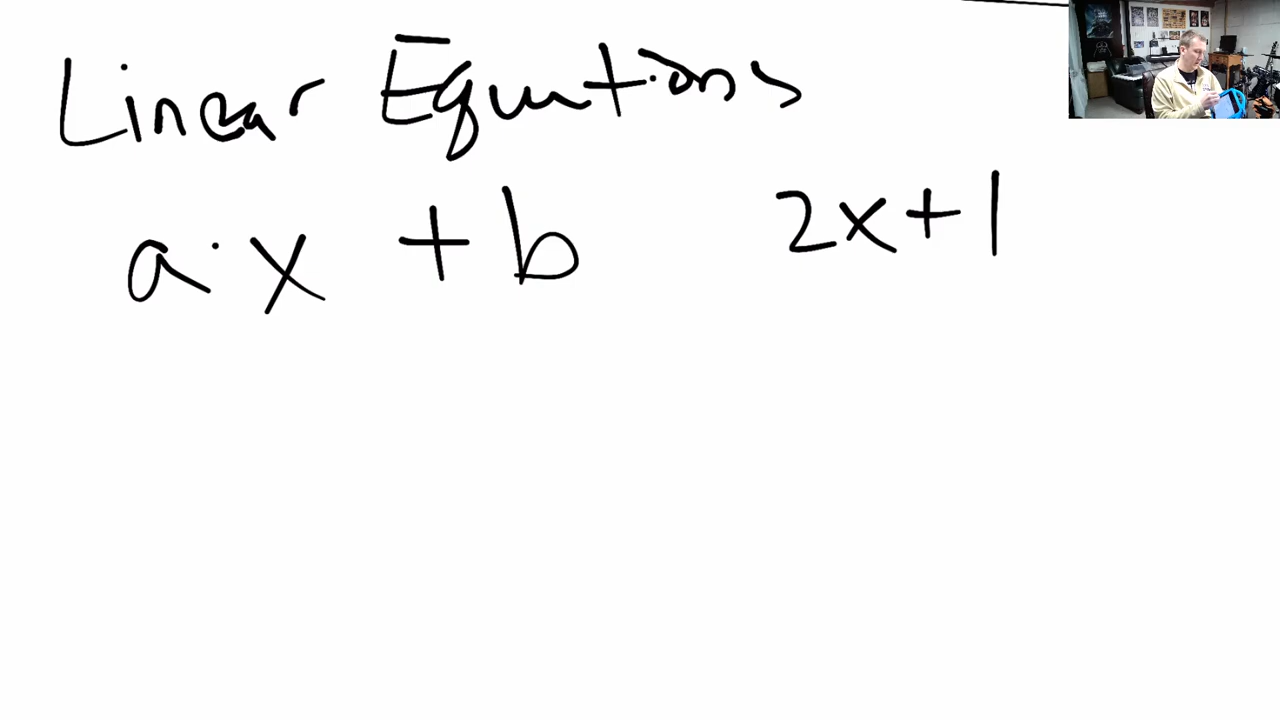 Linear Equations
a · x + b 2x+1